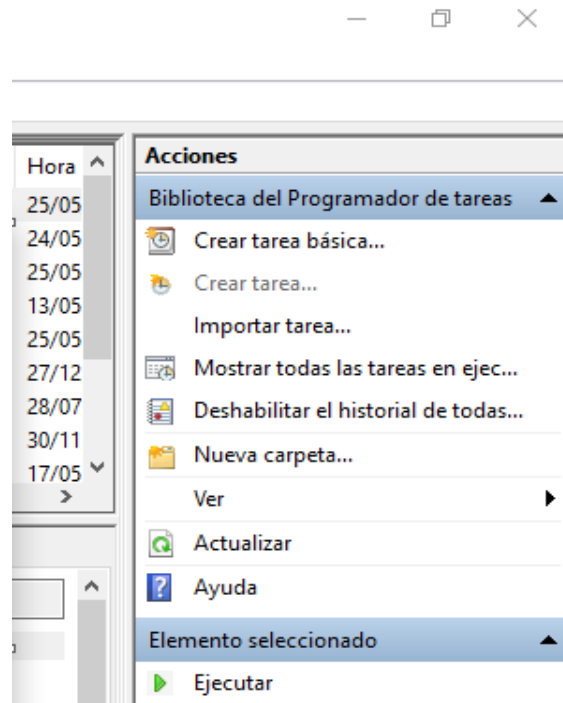 Hora
25/05
24/05
25/05
13/05
25/05
27/12
28/07
30/11
17/05
Acciones
Biblioteca del Programador de tareas
Crear tarea básica...
Crear tarea...
Importar tarea...
Mostrar todas las tareas en ejec...
Deshabilitar el historial de todas...
Nueva carpeta...
Ver
Actualizar
Ayuda
Elemento seleccionado
Ejecutar